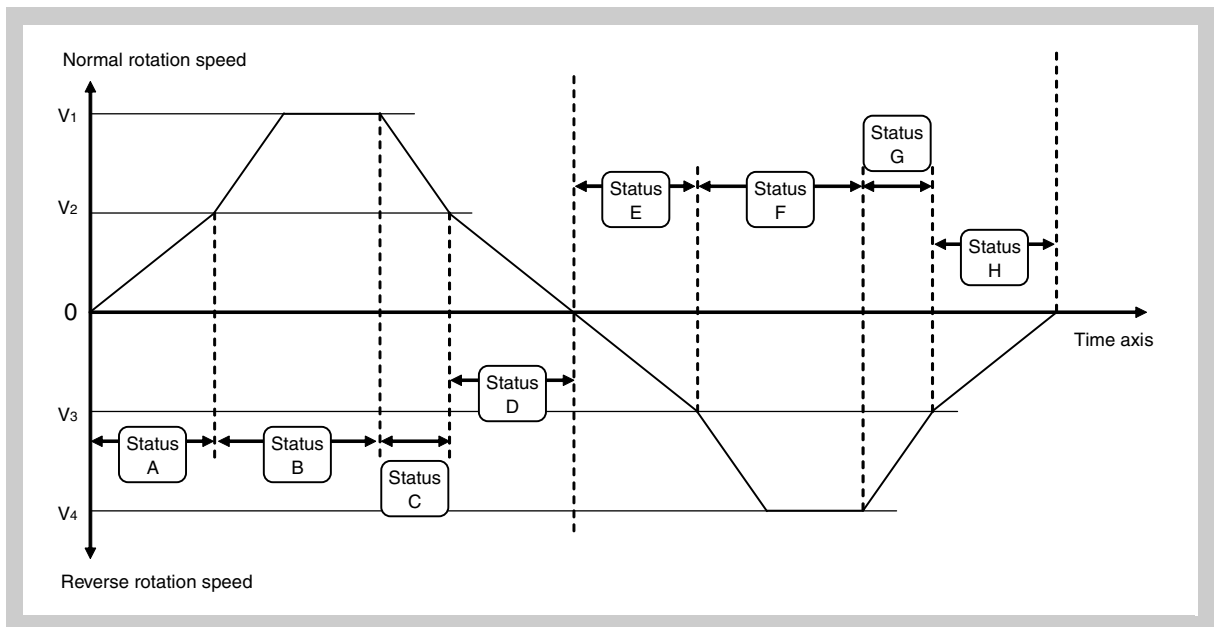 Normal rotation speed
V1
Status
G
Status
E
Status
F
V2
Status
H
0
Time axis
Status
D
V3
Status
A
Status
B
Status
C
V4
Reverse rotation speed